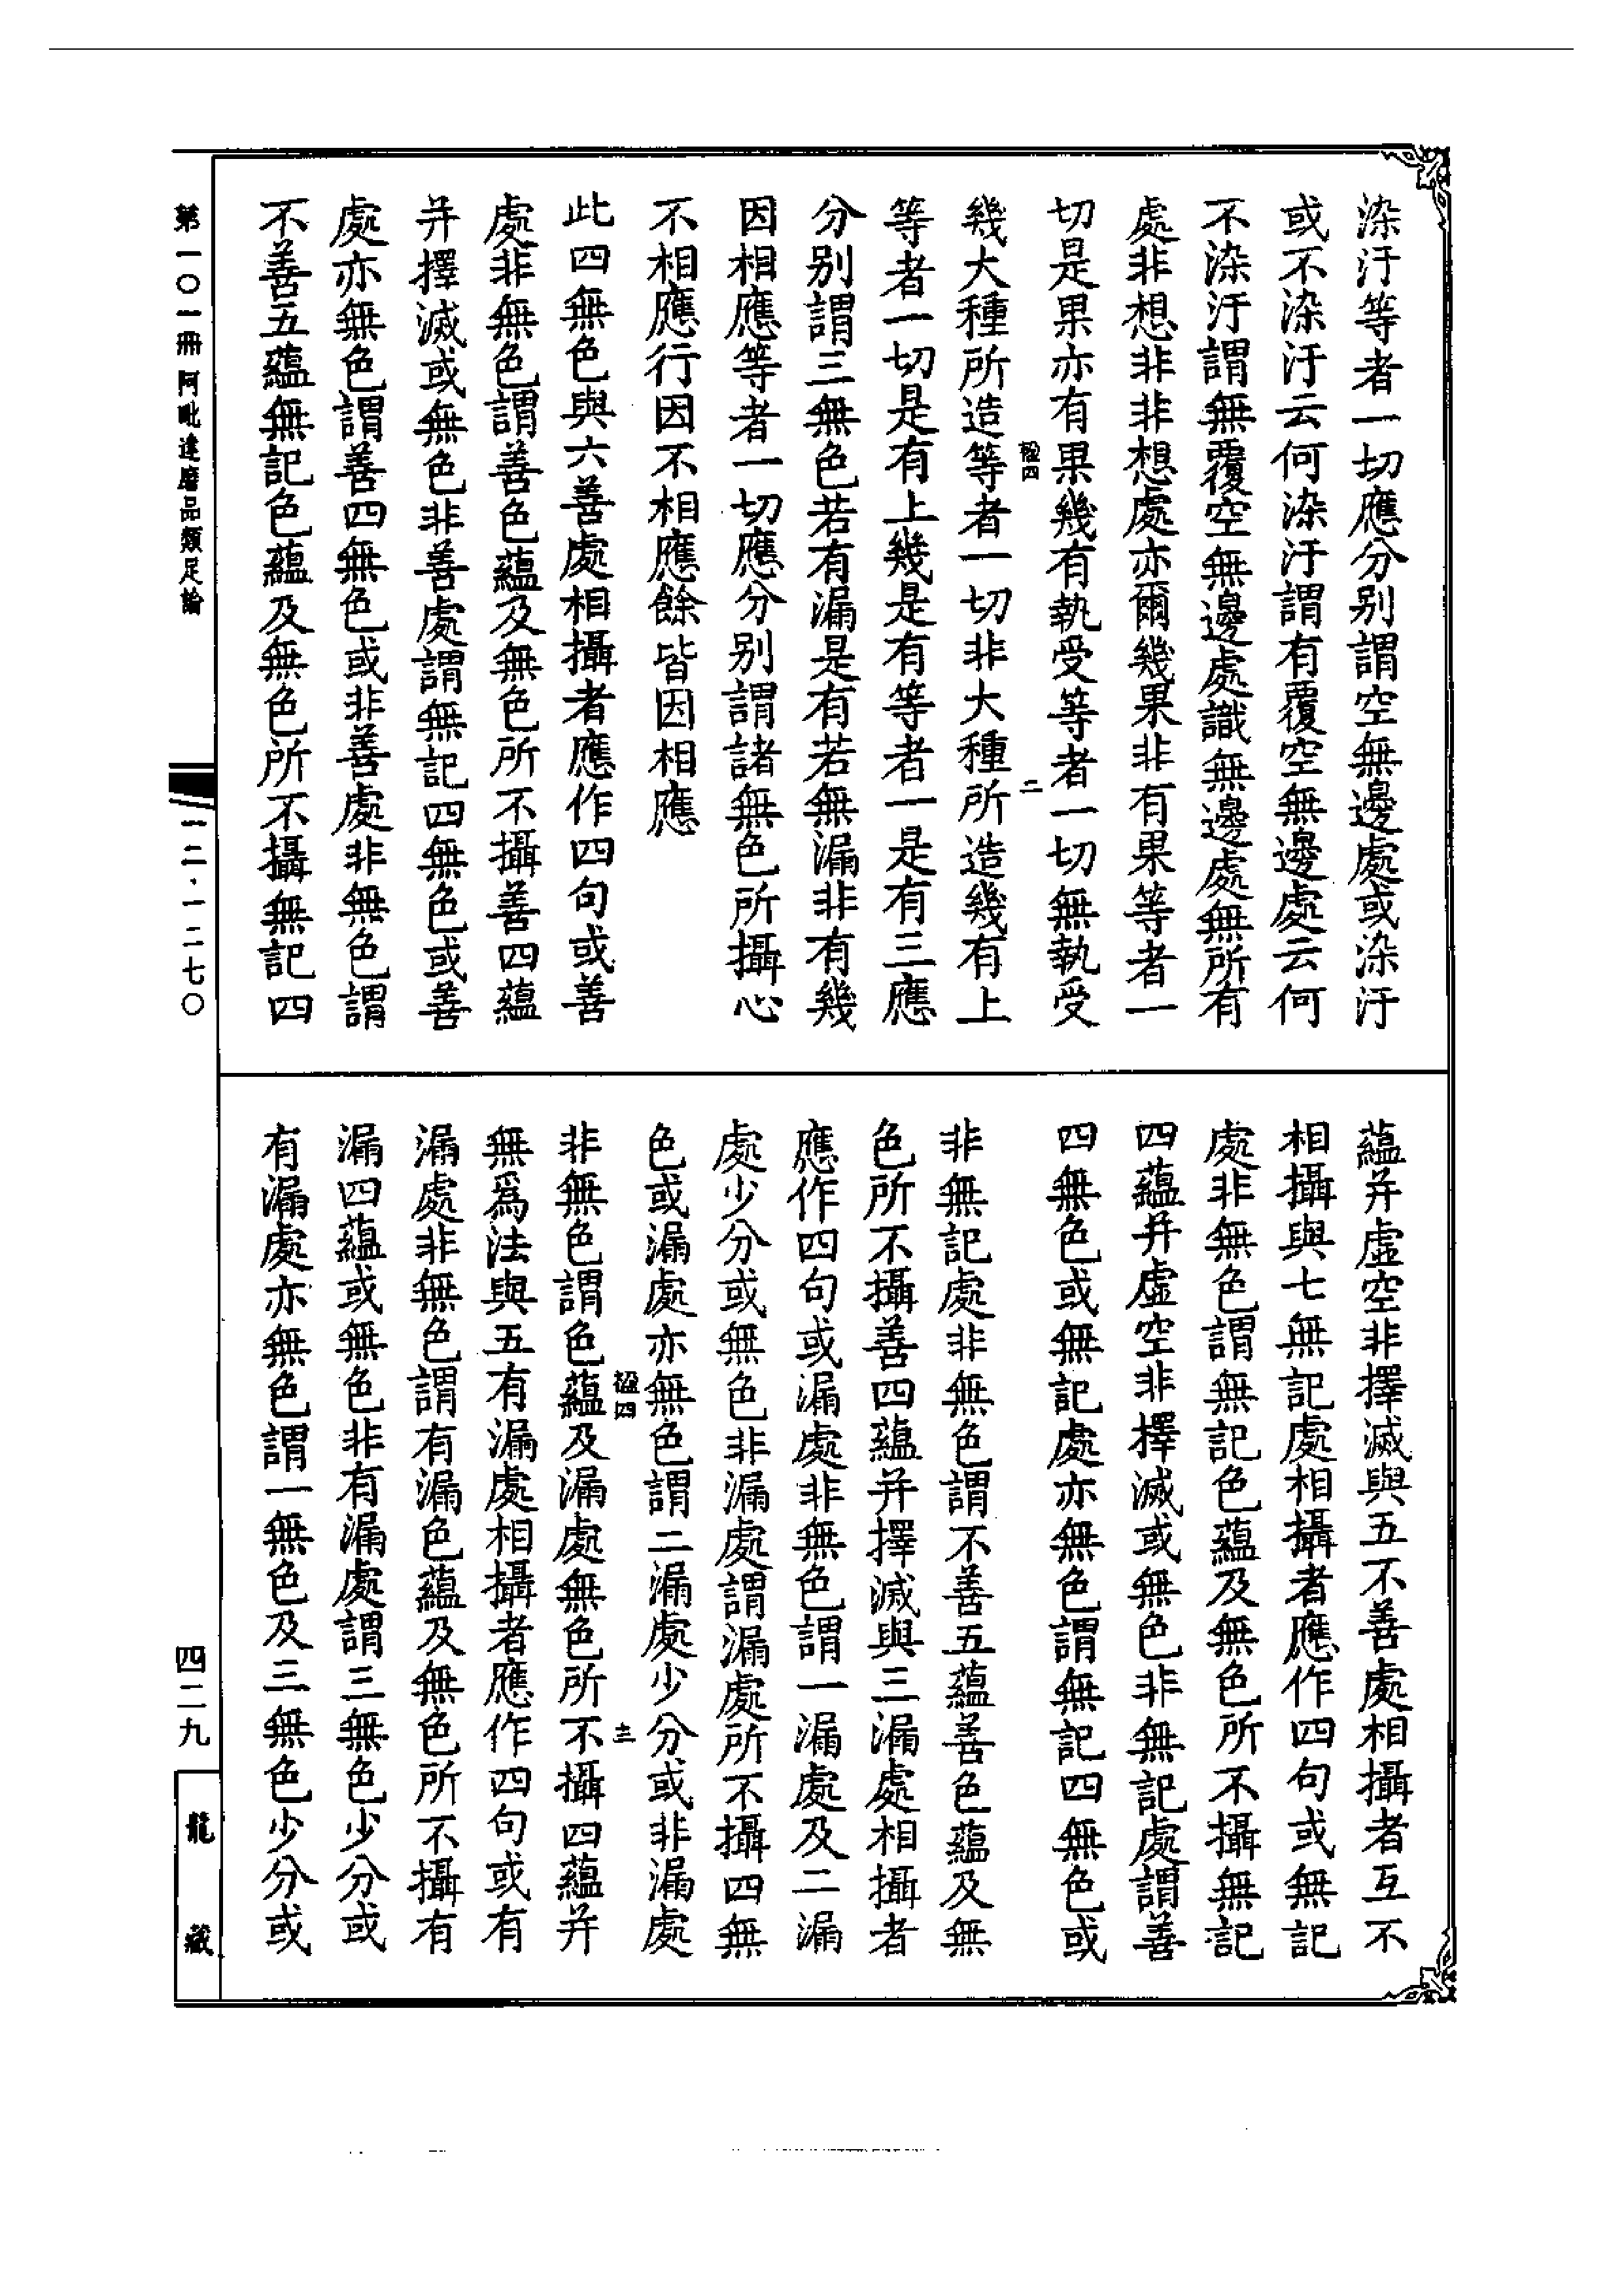 染汙等者一切應分别謂空無邊處或染汙
或不染汙云何染汙謂有覆空無邊處云何
不染汙謂無覆空無邊處識無邊處無所有
處非想非非想處亦爾幾果非有果等者一
切是果亦有果幾有執受等者一切無執受
幾大種所造等者一切非大種所造幾有上
等者一切是有上幾是有等者一是有三應
分别謂三無色若有漏是有若無漏非有幾
因相應等者一切應分别謂諸無色所攝心
不相應行因不相應餘皆因相應
此四無色與六善處相攝者應作四句或善
處非無色謂善色蘊及無色所不攝善四蘊
并擇滅或無色非善處謂無記四無色或善
處亦無色謂善四無色或非善處非無色謂
不善五蘊無記色蘊及無色所不攝無記四
蘊并虛空非擇滅與五不善處相攝者互不
相攝與七無記處相攝者應作四句或無記
處非無色謂無記色蘊及無色所不攝無記
四蘊并虛空非擇滅或無色非無記處謂善
四無色或無記處亦無色謂無記四無色或
非無記處非無色謂不善五蘊善色蘊及無
色所不攝善四蘊并擇滅與三漏處相攝者
應作四句或漏處非無色謂一漏處及二漏
處少分或無色非漏處謂漏處所不攝四無
色或漏處亦無色謂二漏處少分或非漏處
非無色謂色蘊及漏處無色所不攝四蘊并
無爲法與五有漏處相攝者應作四句或有
漏處非無色謂有漏色蘊及無色所不攝有
漏四蘊或無色非有漏處謂三無色少分或
有漏處亦無色謂一無色及三無色少分或
第一〇一冊 阿毗達磨品類足論
一二·一二七〇
四二九
龍藏